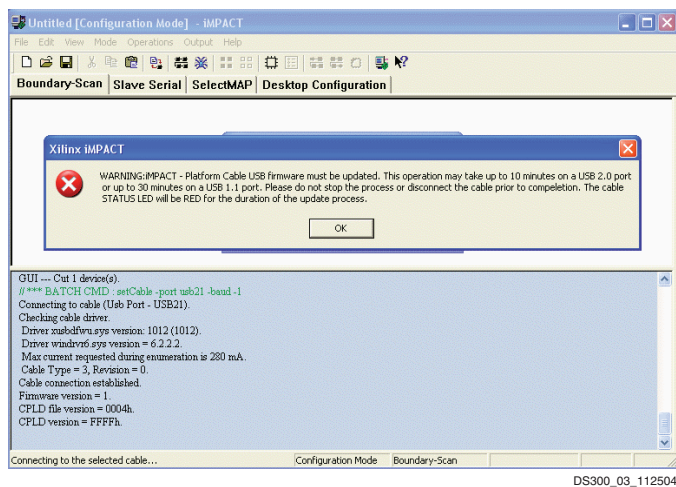 Untitled [Configuration Mode] - iMPACT
File Edit View Mode Operations Output Help
Boundary-Scan Slave Serial SelectMAP Desktop Configuration
Xilinx iMPACT
WARNING:iMPACT - Platform Cable USB firmware must be updated. This operation may take up to 10 minutes on a USB 2.0 port
or up to 30 minutes on a USB 1.1 port. Please do not stop the process or disconnect the cable prior to compeletion. The cable
STATUS LED will be RED for the duration of the update process.
OK
GUI --- Cut 1 device(s).
// *** BATCH CMD : setCable -port usb21 -baud -1
Connecting to cable (Usb Port - USB21).
Checking cable driver.
Driver xusbdfwu.sys version: 1012 (1012).
Driver windrvr6.sys version = 6.2.2.2.
Max current requested during enumeration is 280 mA.
Cable Type = 3, Revision = 0.
Cable connection established.
Firmware version = 1.
CPLD file version = 0004h.
CPLD version = FFFFh.
Connecting to the selected cable... Configuration Mode Boundary-Scan
DS300_03_112504